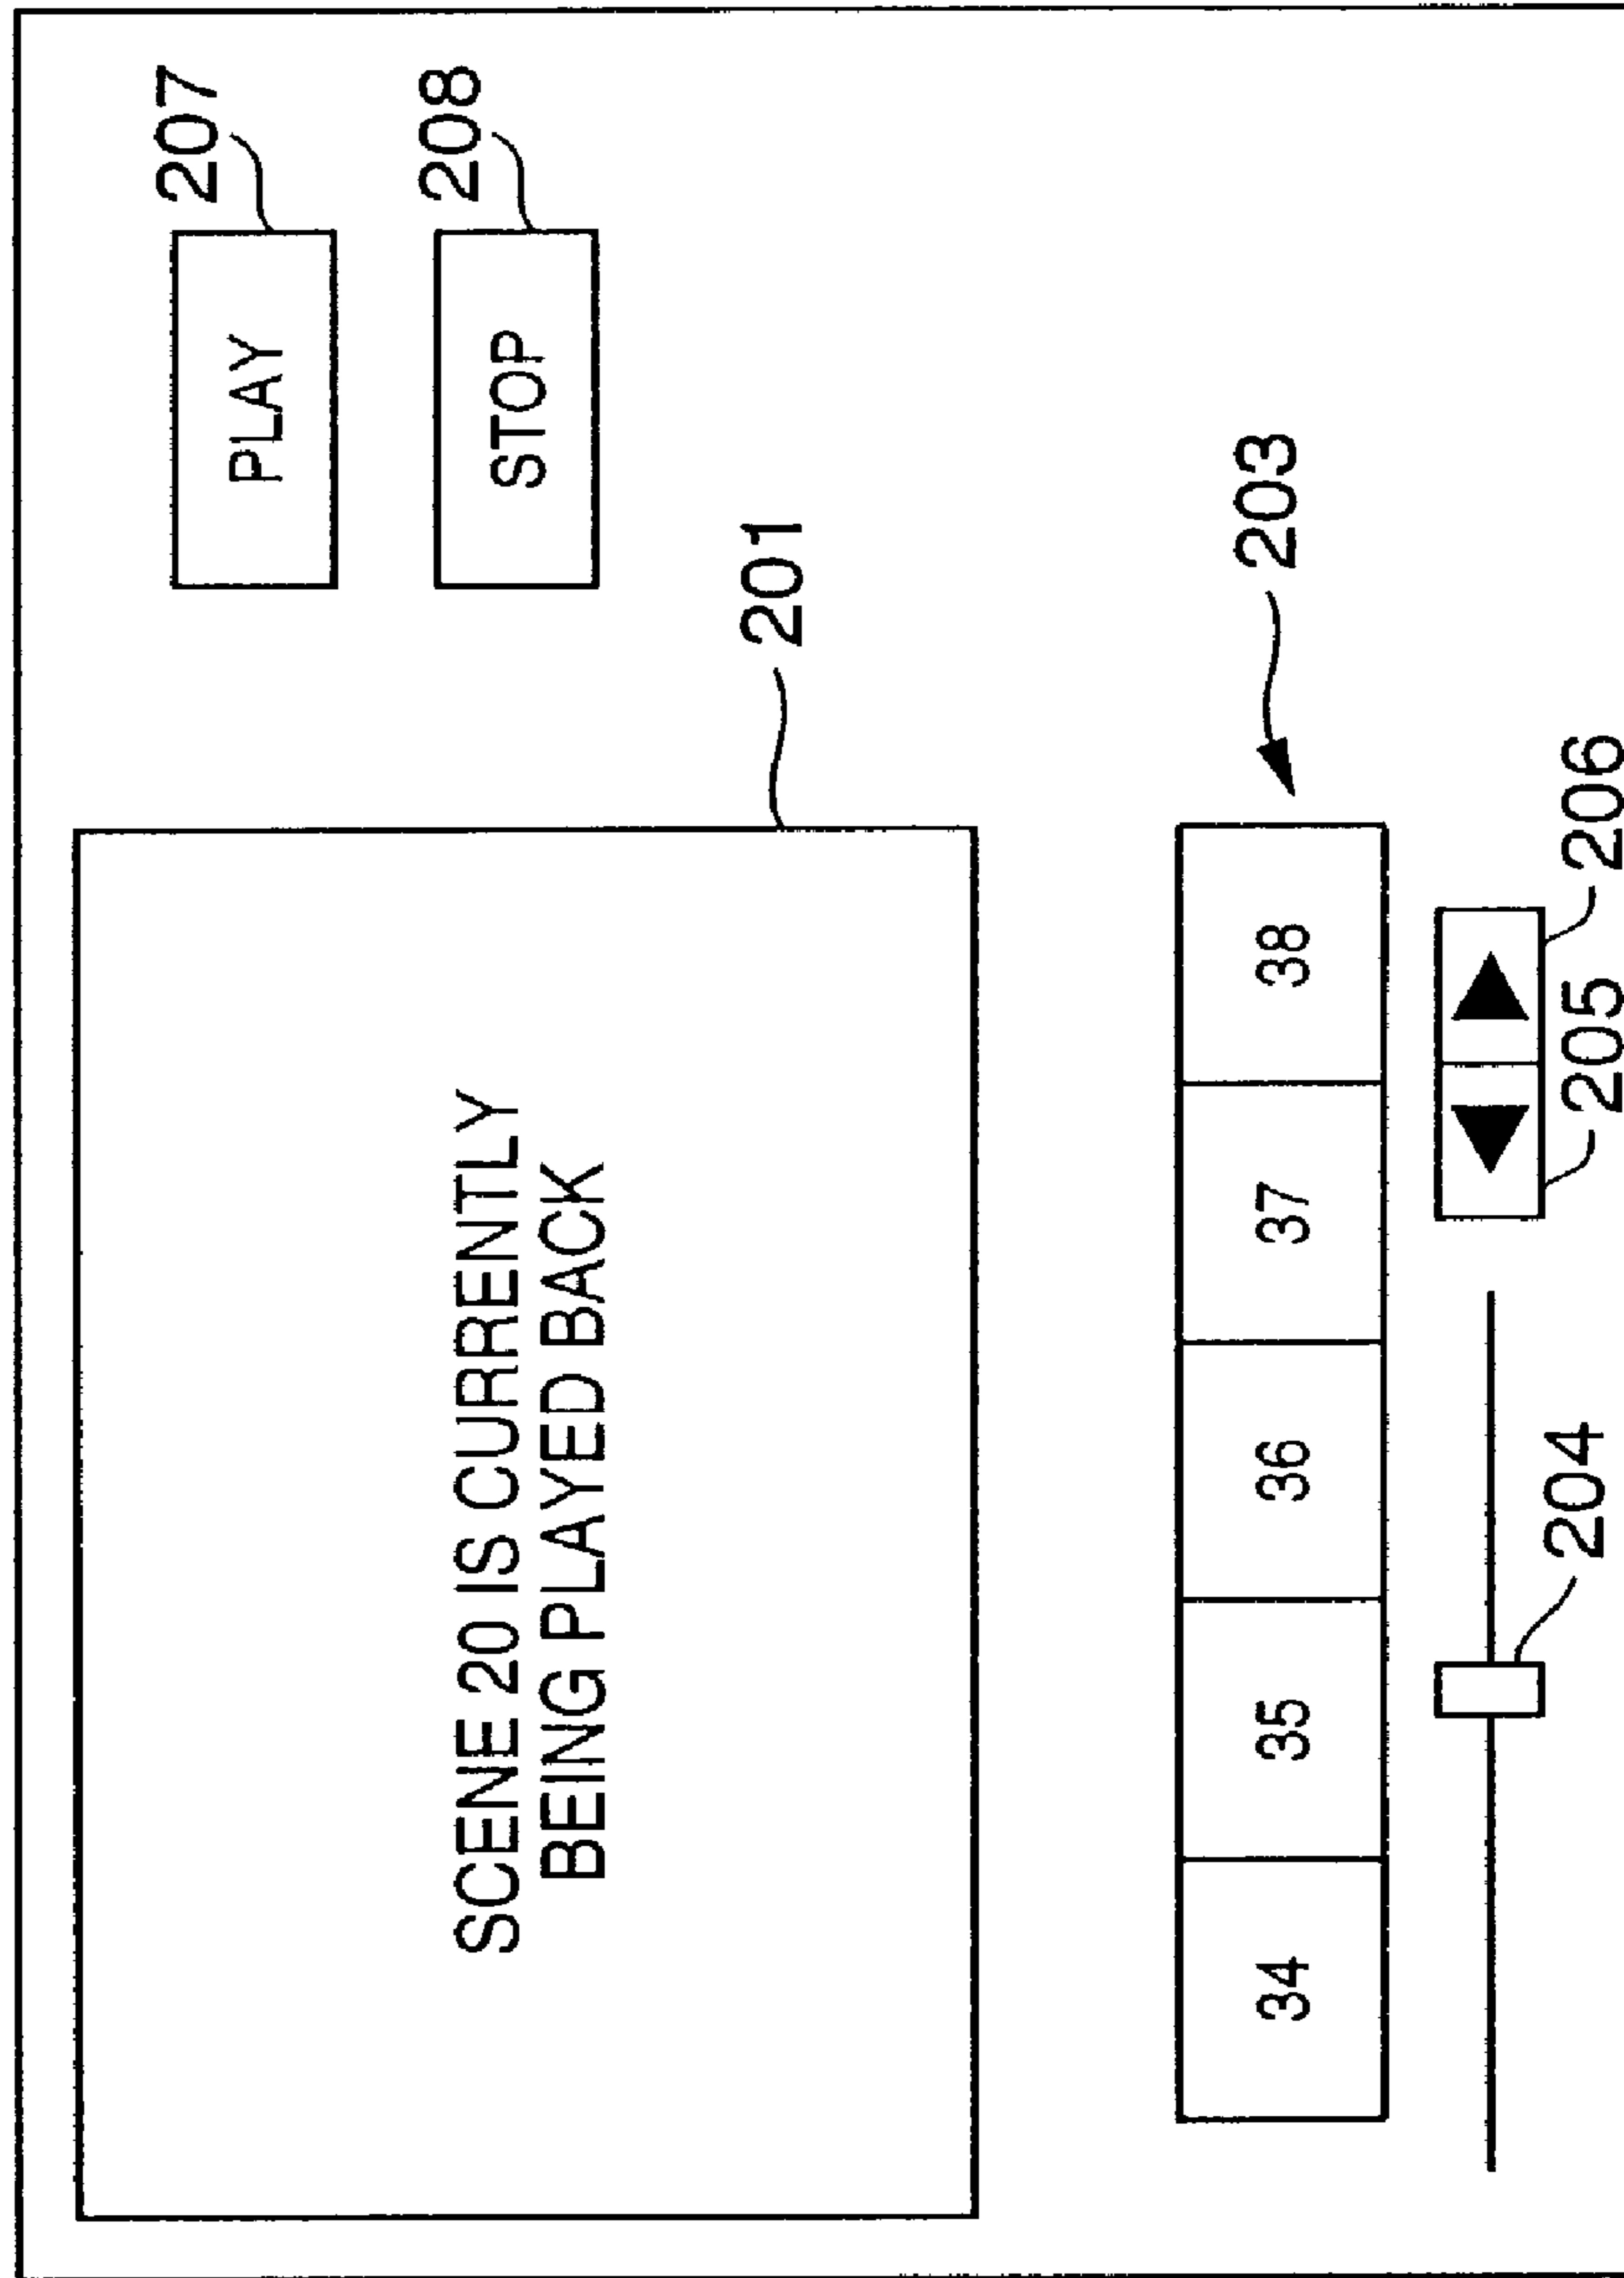 207
PLAY
208
STOP
201
SCENE 20 IS CURRENTLY
BEING PLAYED BACK
203
34 35 36 37 38
204
205
206